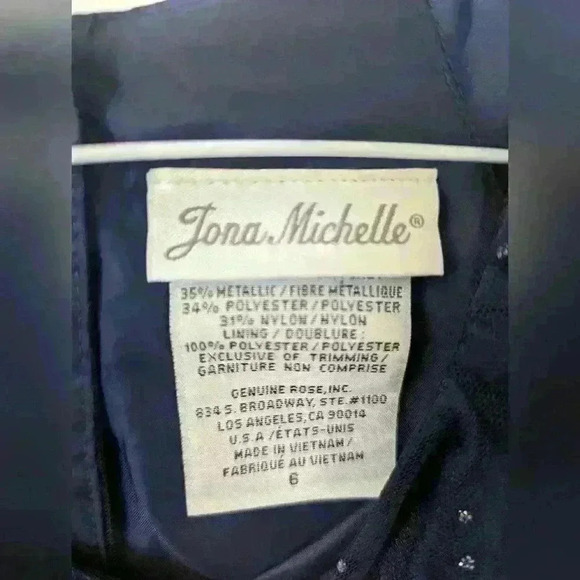 Jona Michelle®
35% METALLIC/FIBRE MÉTALLIQUE
34% POLYESTER/POLYESTER
31% NYLON/NYLON
LINING/DOUBLURE:
100% POLYESTER/POLYESTER
EXCLUSIVE OF TRIMMING/
GARNITURE NON COMPRISE
GENUINE ROSE, INC.
834 S. BROADWAY, STE.#1100
LOS ANGELES, CA 90014
U.S.A/ÉTATS-UNIS
MADE IN VIETNAM/
FABRIQUÉ AU VIETNAM
6